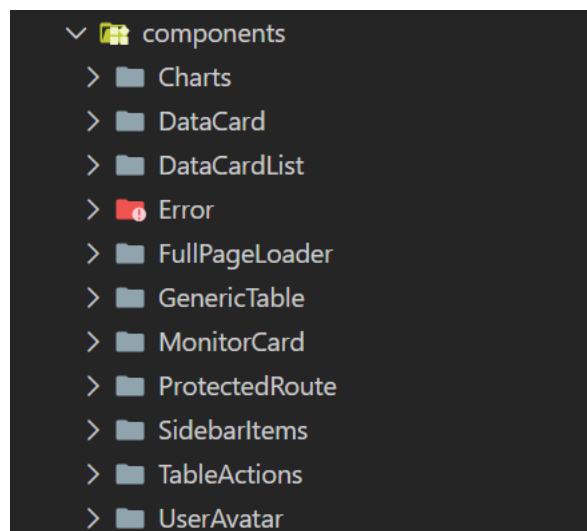 components
Charts
DataCard
DataCardList
Error
FullPageLoader
GenericTable
MonitorCard
ProtectedRoute
SidebarItems
TableActions
UserAvatar